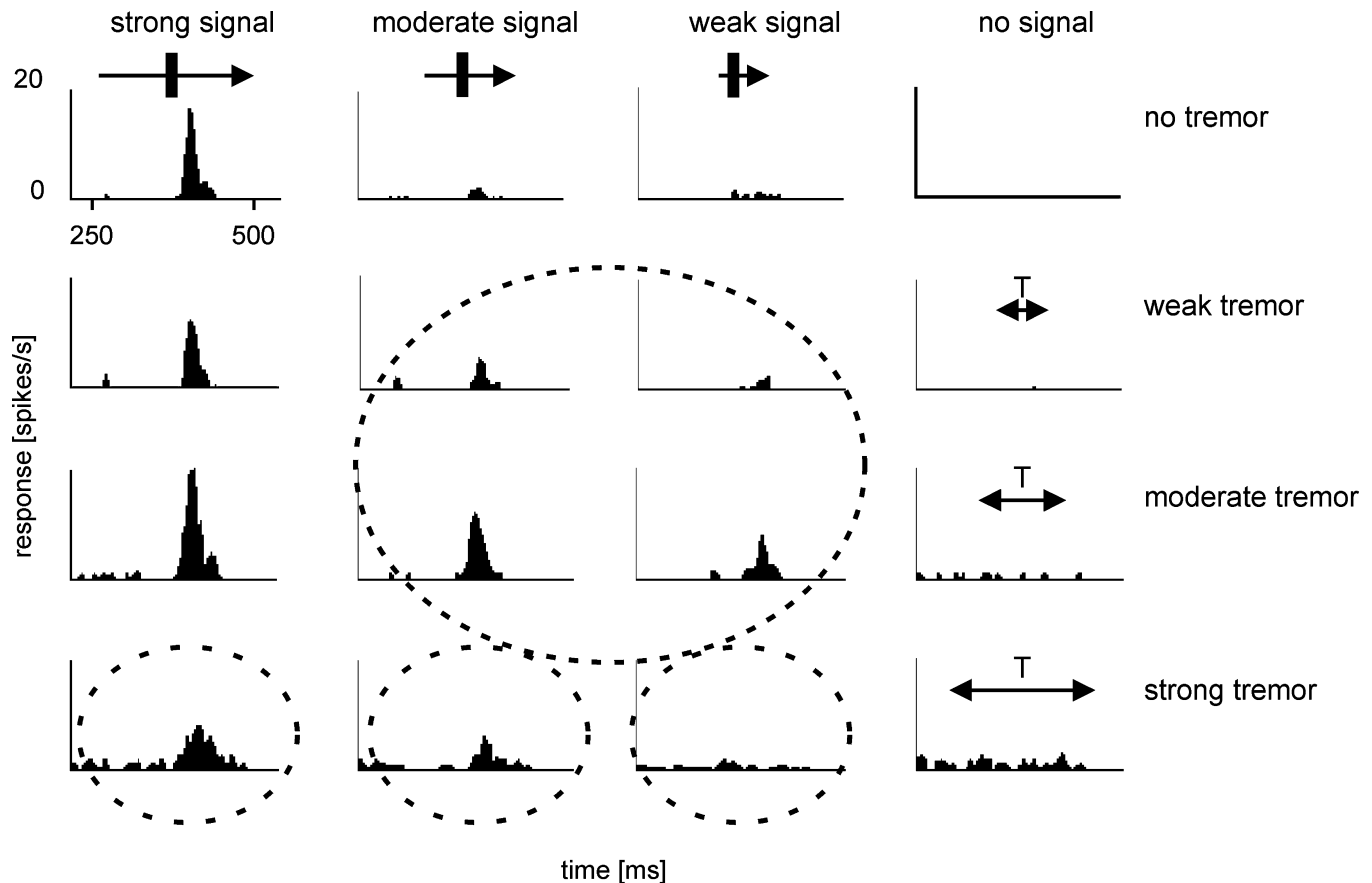 strong signal
moderate signal
weak signal
no signal
20
0
250
500
no tremor
T
weak tremor
response [spikes/s]
T
moderate tremor
T
strong tremor
time [ms]